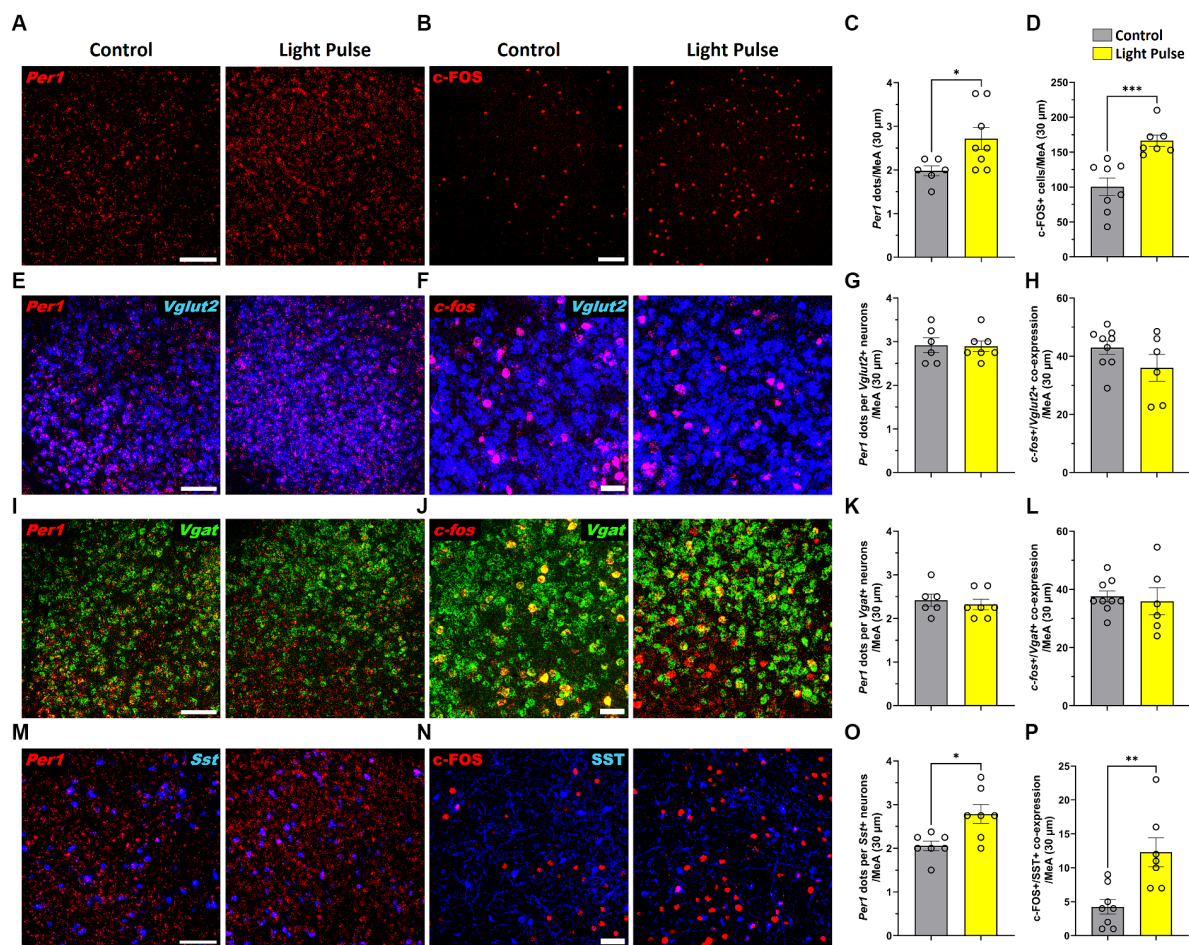 A
Control
Light Pulse
B
Control
Light Pulse
C
D
Control
Light Pulse
Per1
c-FOS
Per1 dots/MeA (30 µm)
4
3
2
1
0
*
c-FOS+ cells/MeA (30 µm)
250
200
150
100
50
0
***
E
Per1
Vglut2
F
c-fos
Vglut2
G
Per1 dots per Vglut2+ neurons
/MeA (30 µm)
5
4
3
2
1
0
H
c-fos+/Vglut2+ co-expression
/MeA (30 µm)
60
40
20
0
I
Per1
Vgat
J
c-fos
Vgat
K
Per1 dots per Vgat+ neurons
/MeA (30 µm)
5
4
3
2
1
0
L
c-fos+/Vgat+ co-expression
/MeA (30 µm)
60
40
20
0
M
Per1
Sst
N
c-FOS
SST
O
Per1 dots per Sst+ neurons
/MeA (30 µm)
4
3
2
1
0
*
P
c-FOS+/SST+ co-expression
/MeA (30 µm)
25
20
15
10
5
0
**